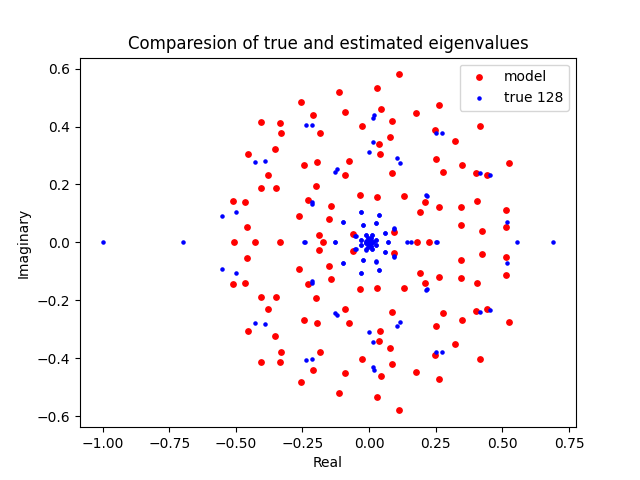 Comparesion of true and estimated eigenvalues
model
true 128
0.6
0.4
0.2
0.0
−0.2
−0.4
−0.6
Imaginary
−1.00 −0.75 −0.50 −0.25 0.00 0.25 0.50 0.75
Real